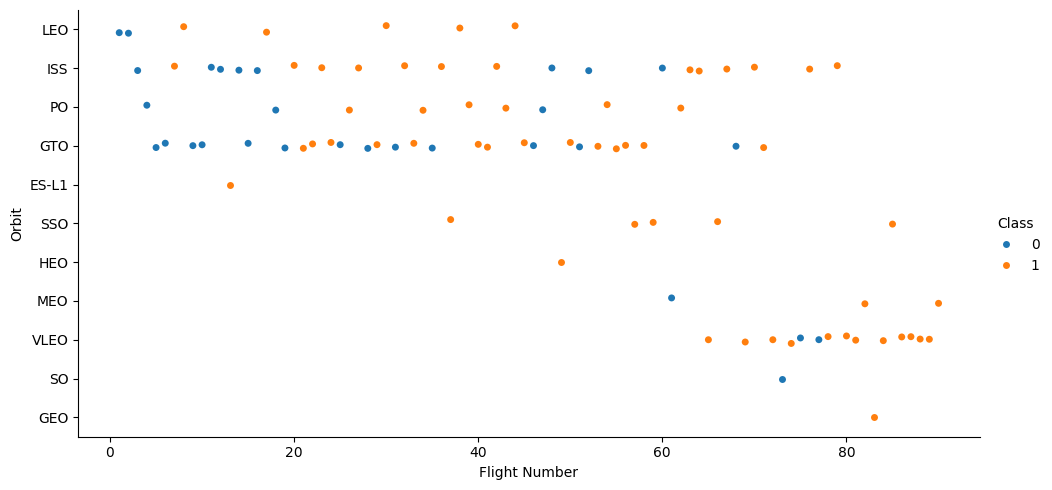 LEO
ISS
PO
GTO
ES-L1
SSO
HEO
MEO
VLEO
SO
GEO
Orbit
0 20 40 60 80
Flight Number
Class
0
1